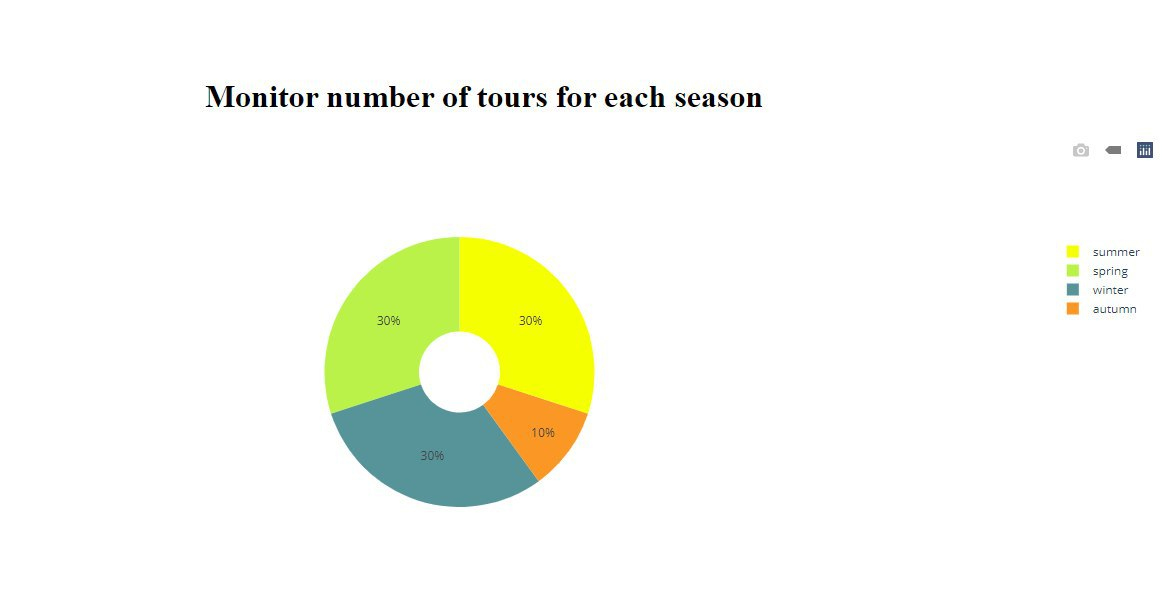 Monitor number of tours for each season
summer
spring
winter
autumn
30%
30%
10%
30%